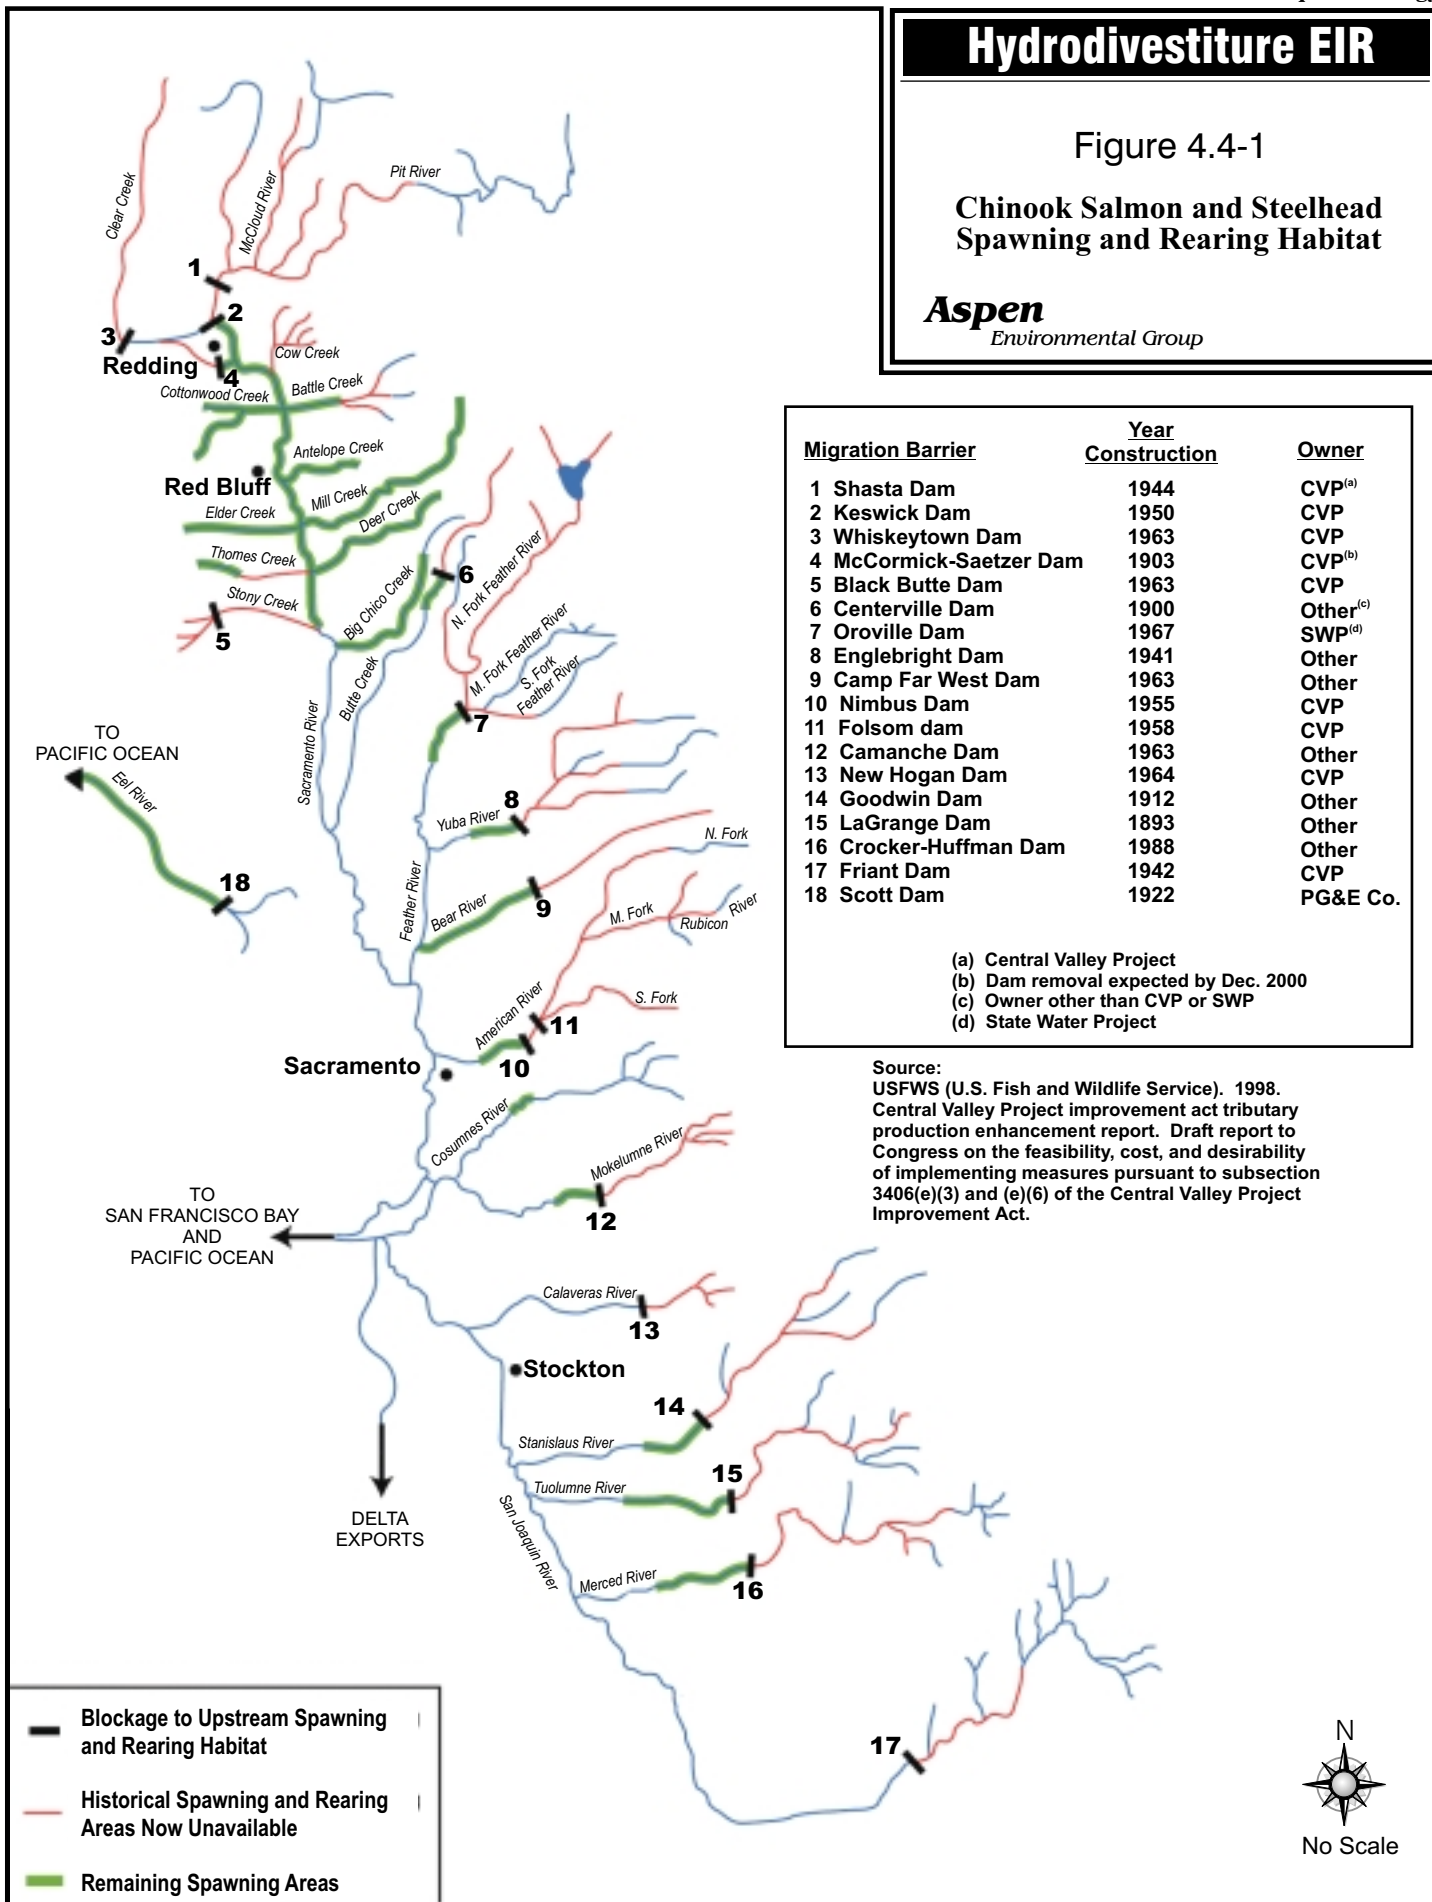 Hydrodivestiture EIR
Figure 4.4-1
Chinook Salmon and Steelhead
Spawning and Rearing Habitat
Aspen
Environmental Group
Migration Barrier Year Construction Owner
1 Shasta Dam 1944 CVP(a)
2 Keswick Dam 1950 CVP
3 Whiskeytown Dam 1963 CVP
4 McCormick-Saetzer Dam 1903 CVP(b)
5 Black Butte Dam 1963 CVP
6 Centerville Dam 1900 Other(c)
7 Oroville Dam 1967 SWP(d)
8 Englebright Dam 1941 Other
9 Camp Far West Dam 1963 Other
10 Nimbus Dam 1955 CVP
11 Folsom dam 1958 CVP
12 Camanche Dam 1963 Other
13 New Hogan Dam 1964 CVP
14 Goodwin Dam 1912 Other
15 LaGrange Dam 1893 Other
16 Crocker-Huffman Dam 1988 Other
17 Friant Dam 1942 CVP
18 Scott Dam 1922 PG&E Co.
(a) Central Valley Project
(b) Dam removal expected by Dec. 2000
(c) Owner other than CVP or SWP
(d) State Water Project
Source:
USFWS (U.S. Fish and Wildlife Service). 1998.
Central Valley Project improvement act tributary
production enhancement report. Draft report to
Congress on the feasibility, cost, and desirability
of implementing measures pursuant to subsection
3406(e)(3) and (e)(6) of the Central Valley Project
Improvement Act.
Clear Creek
McCloud River
Pit River
1
2
3
Redding
4
Cow Creek
Cottonwood Creek
Battle Creek
Antelope Creek
Red Bluff
Mill Creek
Deer Creek
Elder Creek
Thomes Creek
Stony Creek
5
Big Chico Creek
6
N. Fork Feather River
M. Fork Feather River
S. Fork
Feather River
Butte Creek
Sacramento River
7
TO
PACIFIC OCEAN
Eel River
18
Yuba River
8
Feather River
Bear River
9
N. Fork
M. Fork
Rubicon
River
American River
S. Fork
11
10
Sacramento
Cosumnes River
Mokelumne River
12
TO
SAN FRANCISCO BAY
AND
PACIFIC OCEAN
Calaveras River
13
Stockton
14
Stanislaus River
15
Tuolumne River
San Joaquin River
DELTA
EXPORTS
Merced River
16
17
Blockage to Upstream Spawning
and Rearing Habitat
Historical Spawning and Rearing
Areas Now Unavailable
Remaining Spawning Areas
N
No Scale